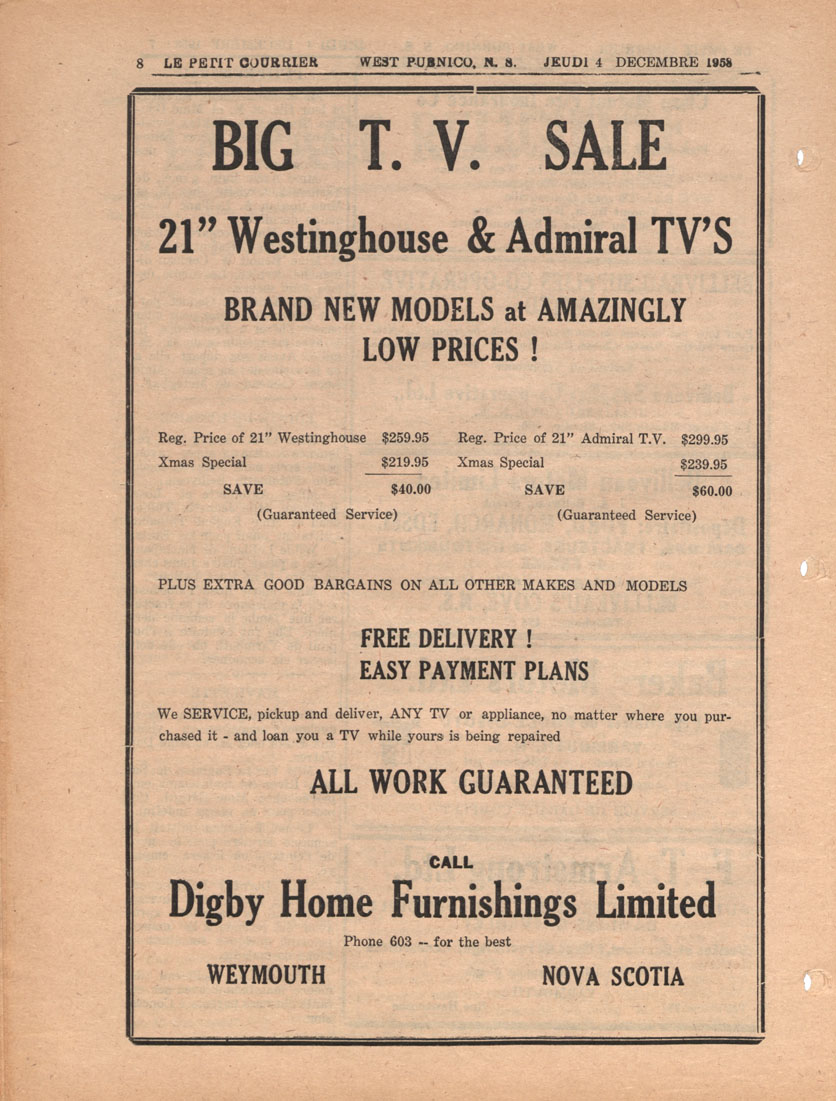 8 LE PETIT COURRIER WEST PUBNICO, N. S. JEUDI 4 DECEMBRE 1958
BIG T. V. SALE
21” Westinghouse & Admiral TV’S
BRAND NEW MODELS at AMAZINGLY
LOW PRICES !
Reg. Price of 21” Westinghouse $259.95 Reg. Price of 21” Admiral T.V. $299.95
Xmas Special $219.95 Xmas Special $239.95
SAVE $40.00 SAVE $60.00
(Guaranteed Service) (Guaranteed Service)
PLUS EXTRA GOOD BARGAINS ON ALL OTHER MAKES AND MODELS
FREE DELIVERY !
EASY PAYMENT PLANS
We SERVICE, pickup and deliver, ANY TV or appliance, no matter where you pur-
chased it - and loan you a TV while yours is being repaired
ALL WORK GUARANTEED
CALL
Digby Home Furnishings Limited
Phone 603 -- for the best
WEYMOUTH NOVA SCOTIA